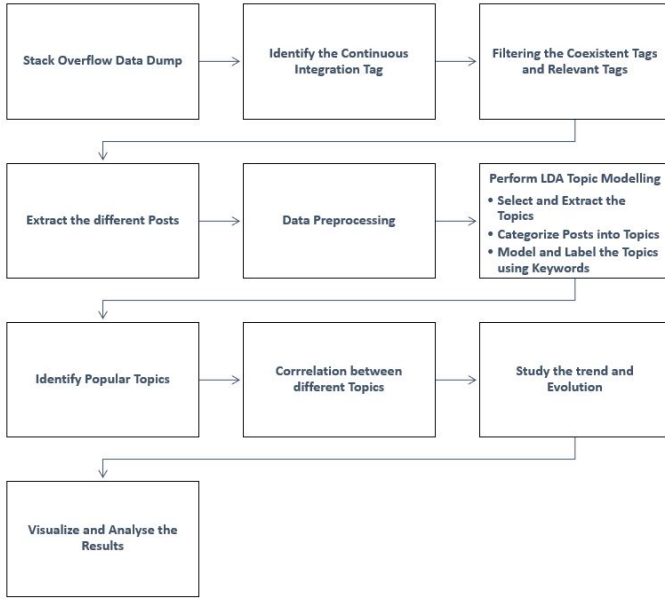 Stack Overflow Data Dump
Identify the Continuous
Integration Tag
Filtering the Coexistent Tags
and Relevant Tags
Extract the different Posts
Data Preprocessing
Perform LDA Topic Modelling
• Select and Extract the
Topics
• Categorize Posts into Topics
• Model and Label the Topics
using Keywords
Identify Popular Topics
Corrrelation between
different Topics
Study the trend and
Evolution
Visualize and Analyse the
Results